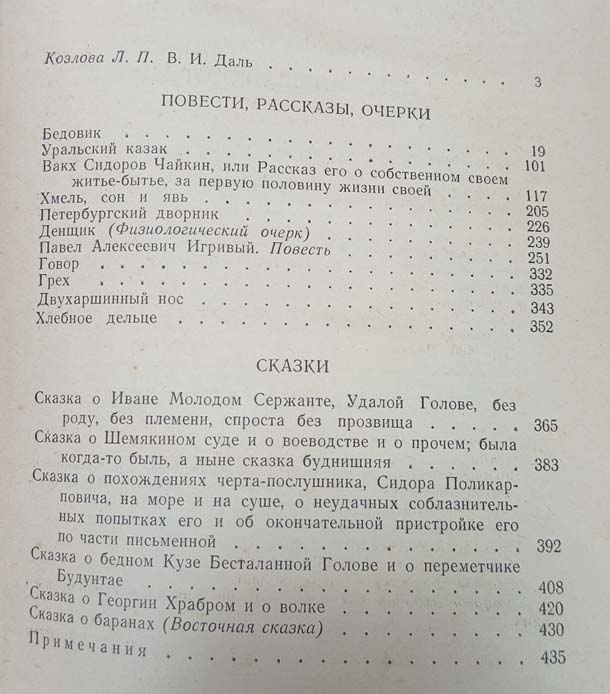 Козлова Л. П. В. И. Даль . . . . . . . . . . . 3
ПОВЕСТИ, РАССКАЗЫ, ОЧЕРКИ
Бедовик . . . . . . . . . . . . . . . . 19
Уральский казак . . . . . . . . . . . . . 101
Вакх Сидоров Чайкин, или Рассказ его о собственном своем
житье-бытье, за первую половину жизни своей . . . . 117
Хмель, сон и явь . . . . . . . . . . . . . 205
Петербургский дворник . . . . . . . . . . . 226
Денщик (Физиологический очерк) . . . . . . . . 239
Павел Алексеевич Игривый. Повесть . . . . . . . 251
Говор . . . . . . . . . . . . . . . . 332
Грех . . . . . . . . . . . . . . . . 335
Двухаршинный нос . . . . . . . . . . . . . 343
Хлебное дельце . . . . . . . . . . . . . . 352
СКАЗКИ
Сказка о Иване Молодом Сержанте, Удалой Голове, без
роду, без племени, спроста без прозвища . . . . . 365
Сказка о Шемякином суде и о воеводстве и о прочем; была
когда-то быль, а ныне сказка буднишняя . . . . . 383
Сказка о похождениях черта-послушника, Сидора Поликар-
повича, на море и на суше, о неудачных соблазнитель-
ных попытках его и об окончательной пристройке его
по части письменной . . . . . . . . . . . 392
Сказка о бедном Кузе Бесталанной Голове и о переметчике
Будунтае . . . . . . . . . . . . . . 408
Сказка о Георгии Храбром и о волке . . . . . . . 420
Сказка о баранах (Восточная сказка) . . . . . . . 430
Примечания . . . . . . . . . . . . . . 435